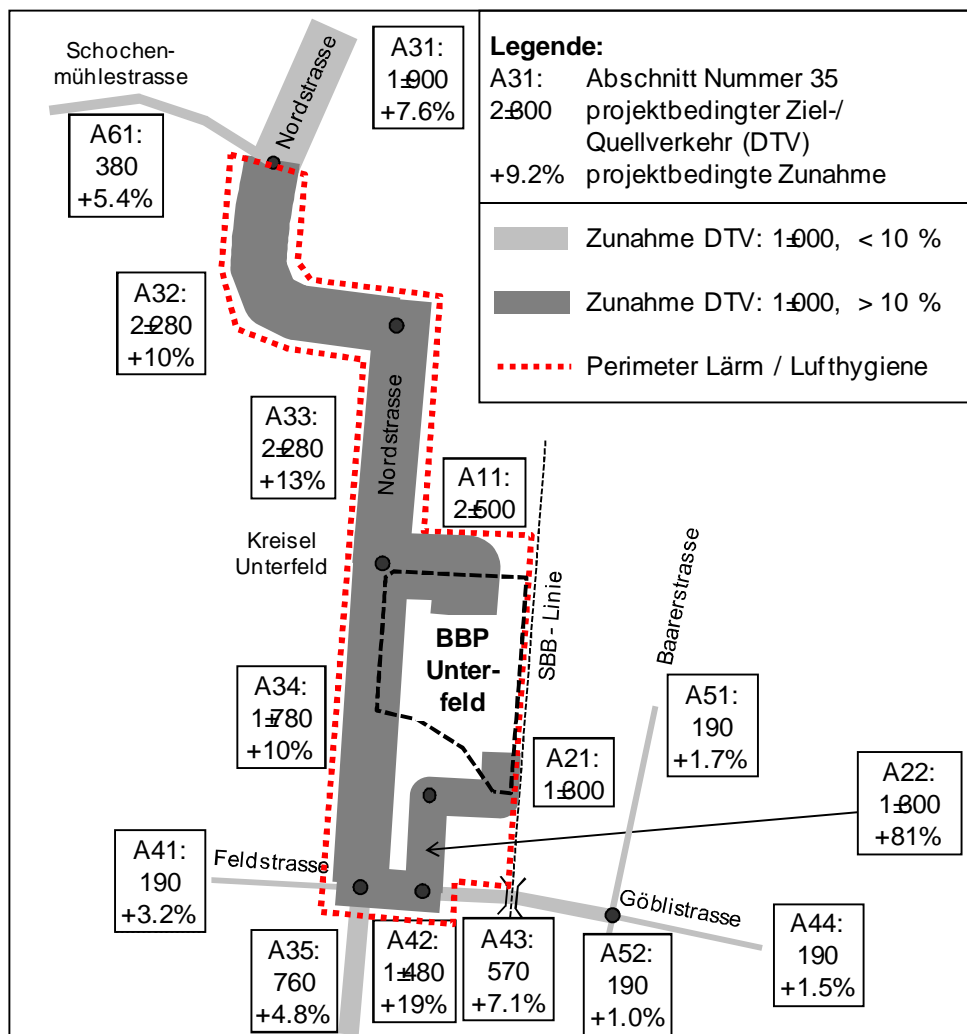 Schochen-
mühlestrasse
Nordstrasse
A31:
1±900
+7.6%
A61:
380
+5.4%
Legende:
A31: Abschnitt Nummer 35
2±300 projektbedingter Ziel-/
Quellverkehr (DTV)
+9.2% projektbedingte Zunahme
Zunahme DTV: 1±000, < 10 %
Zunahme DTV: 1±000, > 10 %
Perimeter Lärm / Lufthygiene
A32:
2±280
+10%
A33:
2±280
+13%
Nordstrasse
A11:
2±500
Kreisel
Unterfeld
SBB - Linie
Baarerstrasse
BBP
Unter-
feld
A34:
1±780
+10%
A51:
190
+1.7%
A21:
1±300
A22:
1±300
+81%
A41:
190
+3.2%
Feldstrasse
Göblistrasse
A35:
760
+4.8%
A42:
1±480
+19%
A43:
570
+7.1%
A52:
190
+1.0%
A44:
190
+1.5%